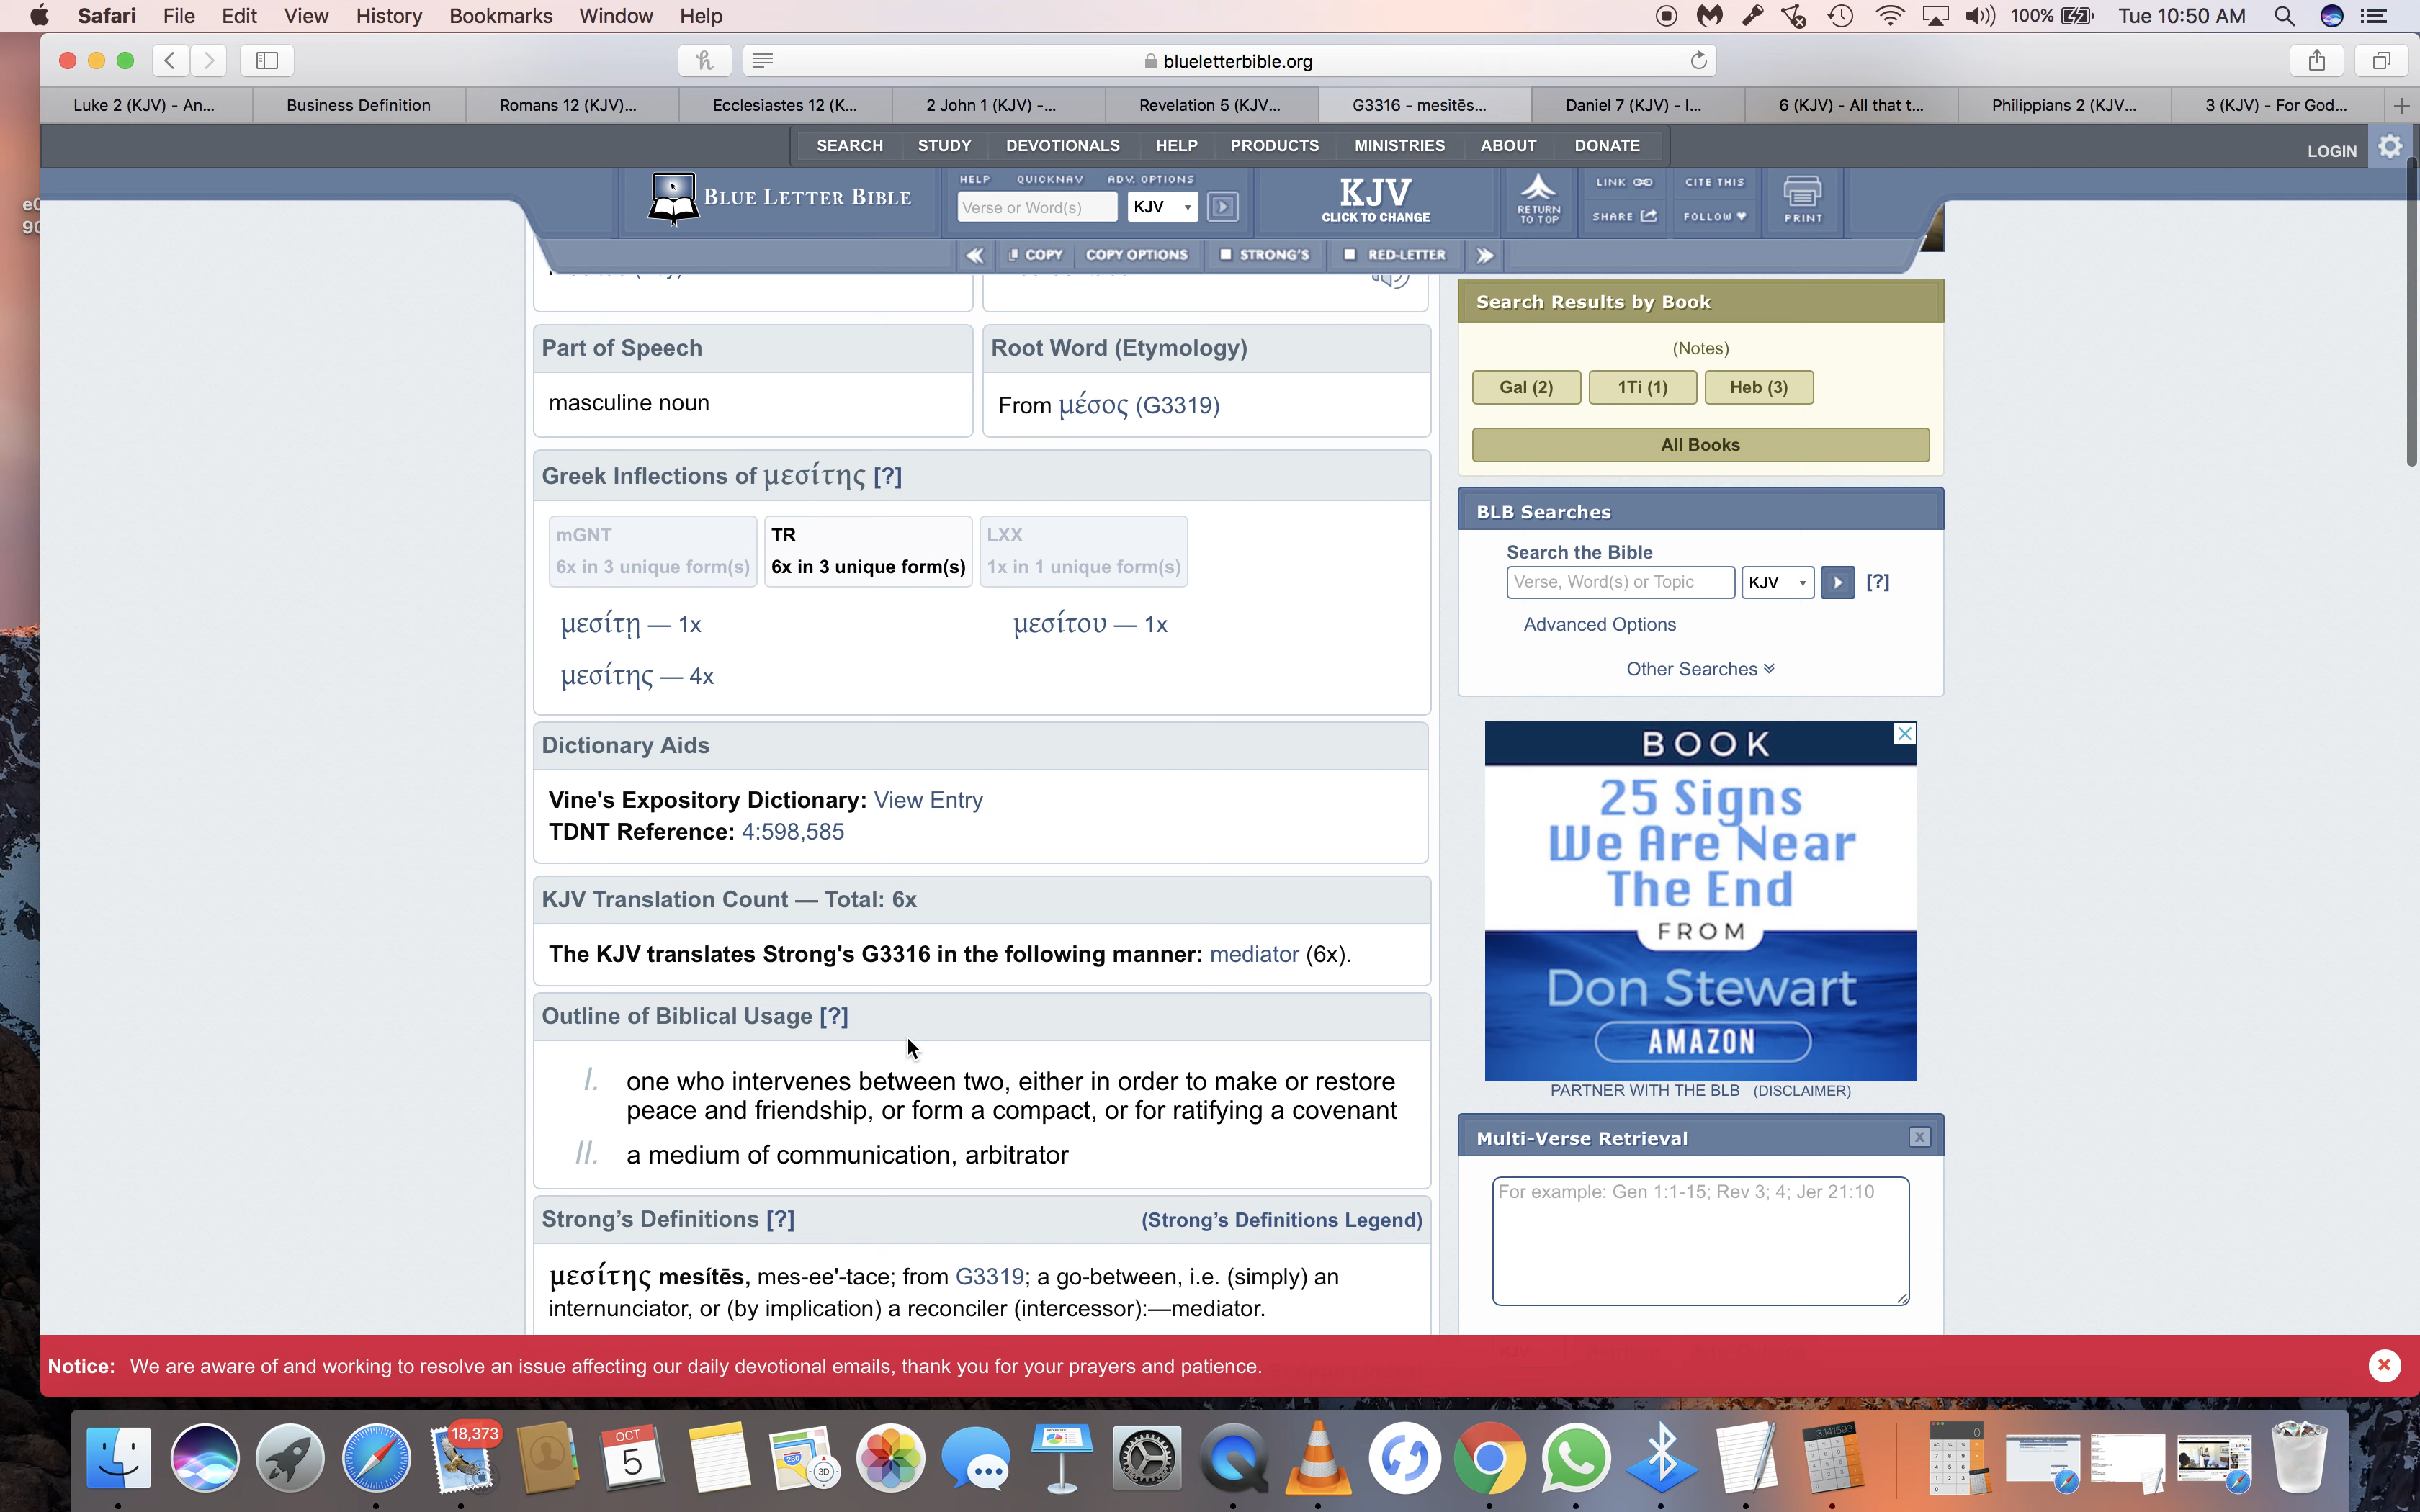 Safari File Edit View History Bookmarks Window Help 100% Tue 10:50 AM
blueletterbible.org
Luke 2 (KJV) - An... Business Definition Romans 12 (KJV)... Ecclesiastes 12 (K... 2 John 1 (KJV) -... Revelation 5 (KJV... G3316 - mesitēs... Daniel 7 (KJV) - I... 6 (KJV) - All that t... Philippians 2 (KJV... 3 (KJV) - For God...
SEARCH STUDY DEVOTIONALS HELP PRODUCTS MINISTRIES ABOUT DONATE LOGIN
BLUE LETTER BIBLE
HELP QUICKNAV ADV. OPTIONS
Verse or Word(s) KJV
KJV
CLICK TO CHANGE
RETURN
TO TOP
LINK CITE THIS
SHARE FOLLOW
PRINT
COPY COPY OPTIONS STRONG'S RED-LETTER
Part of Speech
masculine noun
Root Word (Etymology)
From μέσος (G3319)
Greek Inflections of μεσίτης [?]
mGNT
6x in 3 unique form(s)
TR
6x in 3 unique form(s)
LXX
1x in 1 unique form(s)
μεσίτῃ — 1x
μεσίτου — 1x
μεσίτης — 4x
Dictionary Aids
Vine's Expository Dictionary: View Entry
TDNT Reference: 4:598,585
KJV Translation Count — Total: 6x
The KJV translates Strong's G3316 in the following manner: mediator (6x).
Outline of Biblical Usage [?]
I. one who intervenes between two, either in order to make or restore
peace and friendship, or form a compact, or for ratifying a covenant
II. a medium of communication, arbitrator
Strong's Definitions [?] (Strong's Definitions Legend)
μεσίτης mesítēs, mes-ee'-tace; from G3319; a go-between, i.e. (simply) an
internunciator, or (by implication) a reconciler (intercessor):—mediator.
Search Results by Book
(Notes)
Gal (2) 1Ti (1) Heb (3)
All Books
BLB Searches
Search the Bible
Verse, Word(s) or Topic KJV [?]
Advanced Options
Other Searches
BOOK
25 Signs
We Are Near
The End
FROM
Don Stewart
AMAZON
PARTNER WITH THE BLB (DISCLAIMER)
Multi-Verse Retrieval
For example: Gen 1:1-15; Rev 3; 4; Jer 21:10
Notice: We are aware of and working to resolve an issue affecting our daily devotional emails, thank you for your prayers and patience.
18,373
OCT
5
280
3D
3.141593
0